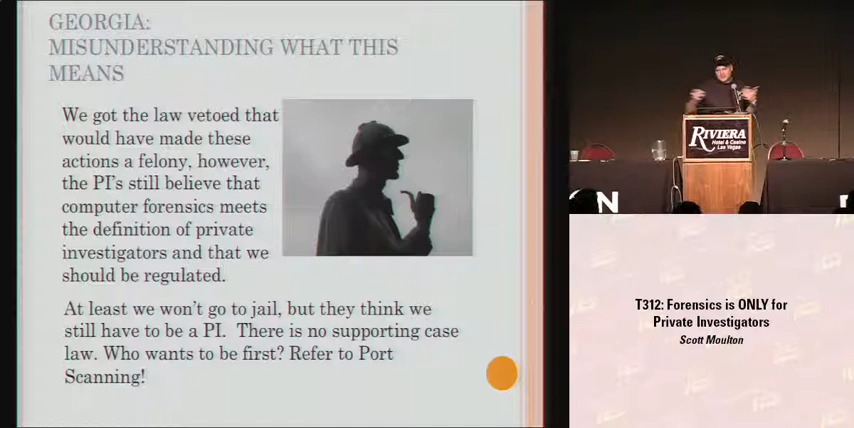 GEORGIA:
MISUNDERSTANDING WHAT THIS
MEANS
We got the law vetoed that
would have made these
actions a felony, however,
the PI's still believe that
computer forensics meets
the definition of private
investigators and that we
should be regulated.
At least we won't go to jail, but they think we
still have to be a PI. There is no supporting case
law. Who wants to be first? Refer to Port
Scanning!
RIVIERA
Hotel & Casino
Las Vegas
ON
T312: Forensics is ONLY for
Private Investigators
Scott Moulton